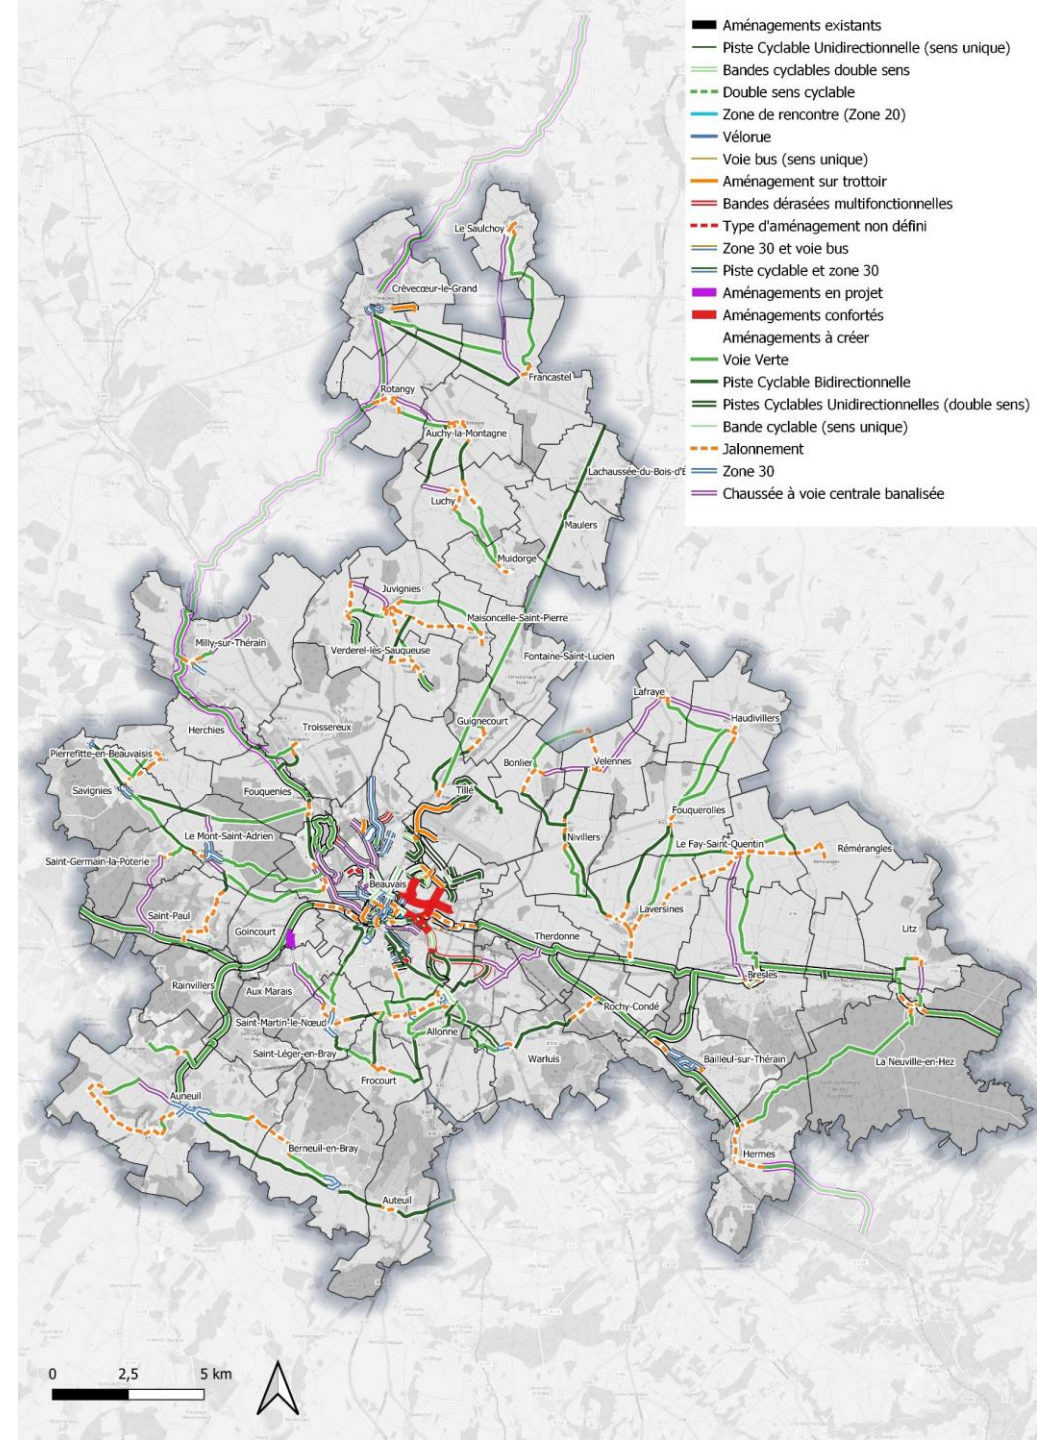 Aménagements existants
Piste Cyclable Unidirectionnelle (sens unique)
Bandes cyclables double sens
Double sens cyclable
Zone de rencontre (Zone 20)
Vélorue
Voie bus (sens unique)
Aménagement sur trottoir
Bandes dérasées multifonctionnelles
Type d'aménagement non défini
Zone 30 et voie bus
Piste cyclable et zone 30
Aménagements en projet
Aménagements confortés
Aménagements à créer
Voie Verte
Piste Cyclable Bidirectionnelle
Pistes Cyclables Unidirectionnelles (double sens)
Bande cyclable (sens unique)
Jalonnement
Zone 30
Chaussée à voie centrale banalisée
Le Saulchoy
Crèvecœur-le-Grand
Francastel
Rotangy
Auchy-la-Montagne
Lachaussée-du-Bois-d'É
Luchy
Maulers
Muidorge
Juvignies
Maisoncelle-Saint-Pierre
Milly-sur-Thérain
Verderel-lès-Sauqueuse
Fontaine-Saint-Lucien
Lafraye
Haudivillers
Guignecourt
Troissereux
Herchies
Pierrefitte-en-Beauvaisis
Bonlier
Velennes
Savignies
Fouquenies
Tillé
Fouquerolles
Le Mont-Saint-Adrien
Nivillers
Le Fay-Saint-Quentin
Rémérangles
Saint-Germain-la-Poterie
Beauvais
Saint-Paul
Laversines
Goincourt
Therdonne
Litz
Rainvillers
Aux Marais
Bresles
Rochy-Condé
Saint-Martin-le-Nœud
Allonne
Saint-Léger-en-Bray
Warluis
Bailleul-sur-Thérain
La Neuville-en-Hez
Frocourt
Auneuil
Berneuil-en-Bray
Hermes
Auteuil
0 2,5 5 km